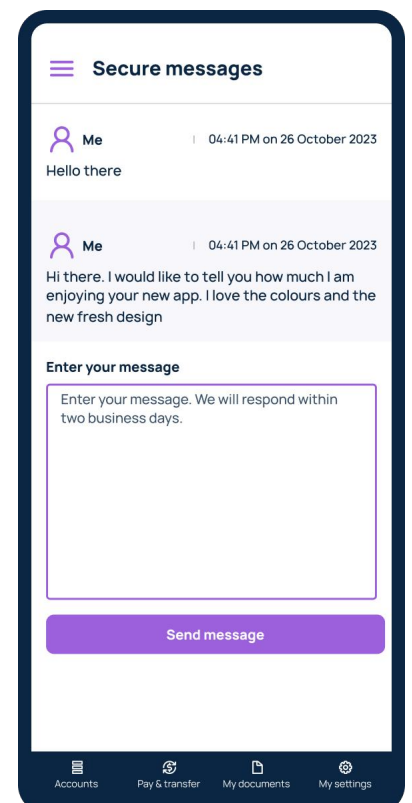 Secure messages
Me | 04:41 PM on 26 October 2023
Hello there
Me | 04:41 PM on 26 October 2023
Hi there. I would like to tell you how much I am
enjoying your new app. I love the colours and the
new fresh design
Enter your message
Enter your message. We will respond within
two business days.
Send message
Accounts Pay & transfer My documents My settings